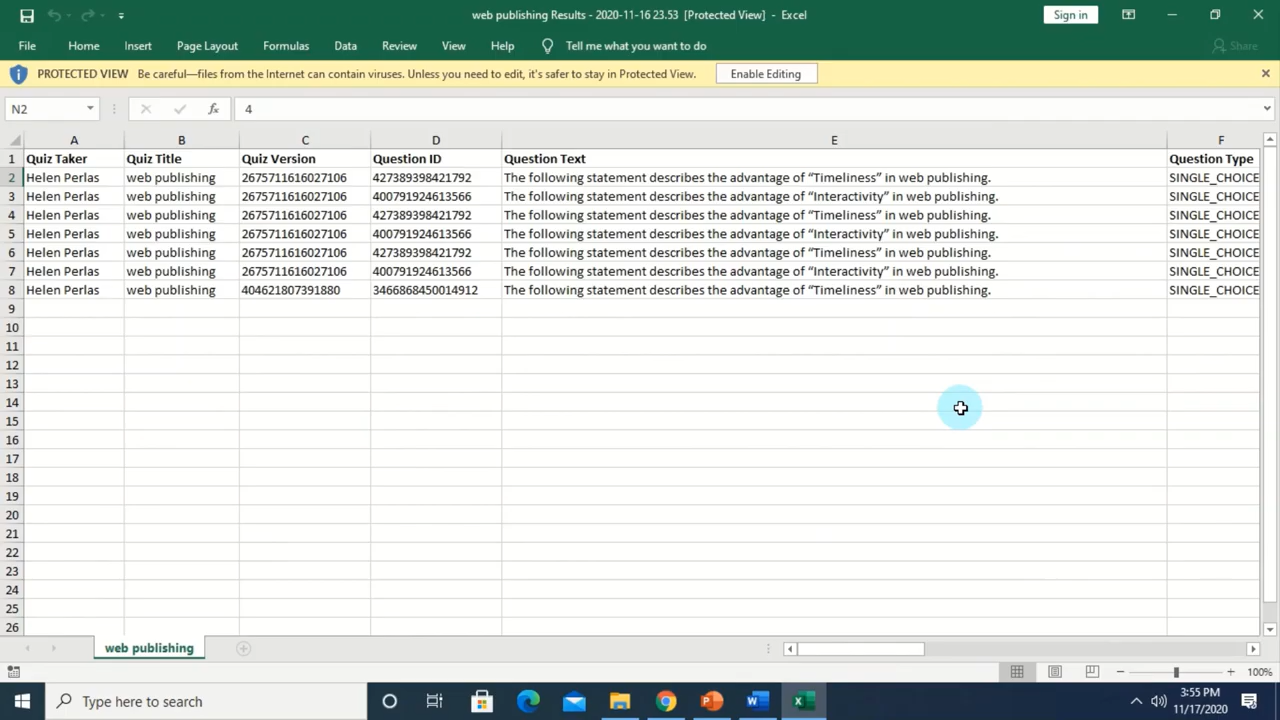 web publishing Results - 2020-11-16 23.53 [Protected View] - Excel
Sign in
File Home Insert Page Layout Formulas Data Review View Help Tell me what you want to do Share
PROTECTED VIEW Be careful—files from the Internet can contain viruses. Unless you need to edit, it's safer to stay in Protected View. Enable Editing
N2 fx 4
A B C D E F
1 Quiz Taker Quiz Title Quiz Version Question ID Question Text Question Type
2 Helen Perlas web publishing 2675711616027106 427389398421792 The following statement describes the advantage of “Timeliness” in web publishing. SINGLE_CHOICE
3 Helen Perlas web publishing 2675711616027106 400791924613566 The following statement describes the advantage of “Interactivity” in web publishing. SINGLE_CHOICE
4 Helen Perlas web publishing 2675711616027106 427389398421792 The following statement describes the advantage of “Timeliness” in web publishing. SINGLE_CHOICE
5 Helen Perlas web publishing 2675711616027106 400791924613566 The following statement describes the advantage of “Interactivity” in web publishing. SINGLE_CHOICE
6 Helen Perlas web publishing 2675711616027106 427389398421792 The following statement describes the advantage of “Timeliness” in web publishing. SINGLE_CHOICE
7 Helen Perlas web publishing 2675711616027106 400791924613566 The following statement describes the advantage of “Interactivity” in web publishing. SINGLE_CHOICE
8 Helen Perlas web publishing 404621807391880 3466868450014912 The following statement describes the advantage of “Timeliness” in web publishing. SINGLE_CHOICE
9
10
11
12
13
14
15
16
17
18
19
20
21
22
23
24
25
26
web publishing
100%
Type here to search
3:55 PM
11/17/2020